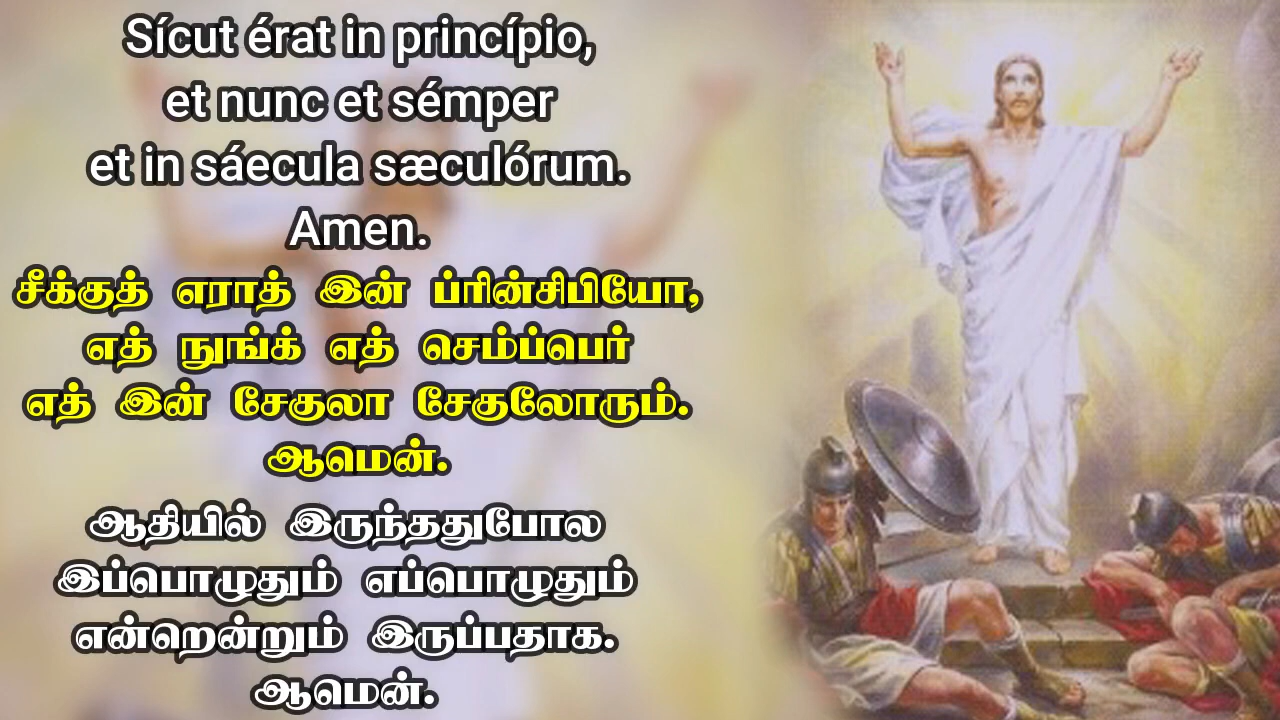 Sícut érat in princípio,
et nunc et sémper
et in sáecula sæculórum.
Amen.
சீக்குத் எராத் இன் ப்ரின்சிபியோ,
எத் நுங்க் எத் செம்ப்பெர்
எத் இன் சேகுலா சேகுலோரும்.
ஆமென்.
ஆதியில் இருந்ததுபோல
இப்பொழுதும் எப்பொழுதும்
என்றென்றும் இருப்பதாக.
ஆமென்.